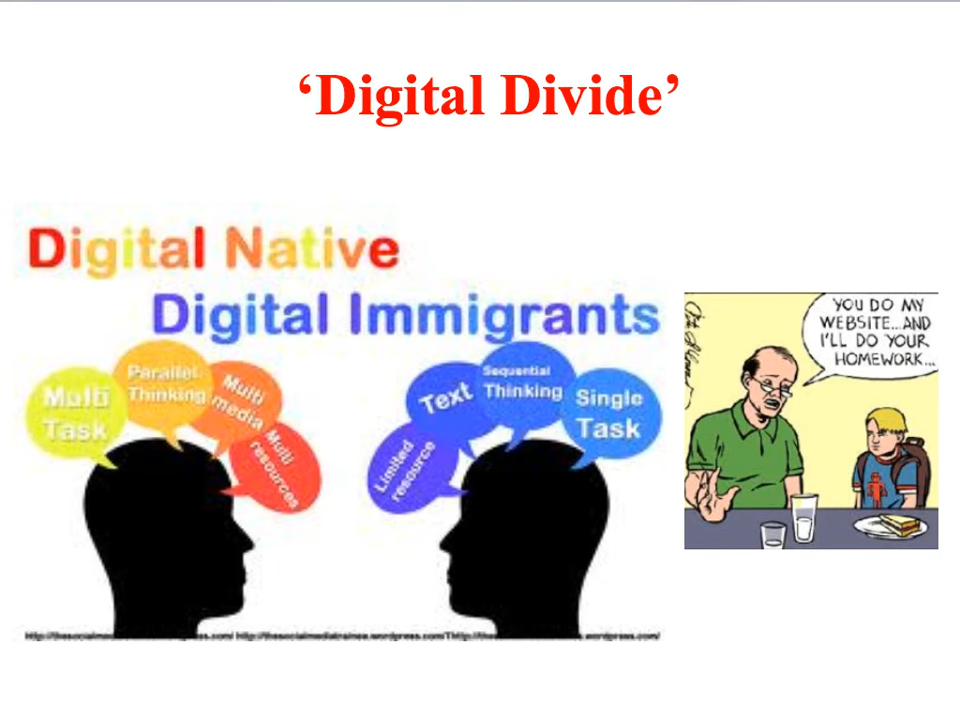 ‘Digital Divide’
Digital Native
Digital Immigrants
Multi
Task
Parallel
Thinking
Multi
media
Multi
resources
Limited
resource
Text
Sequential
Thinking
Single
Task
YOU DO MY
WEBSITE...AND
I'LL DO YOUR
HOMEWORK...